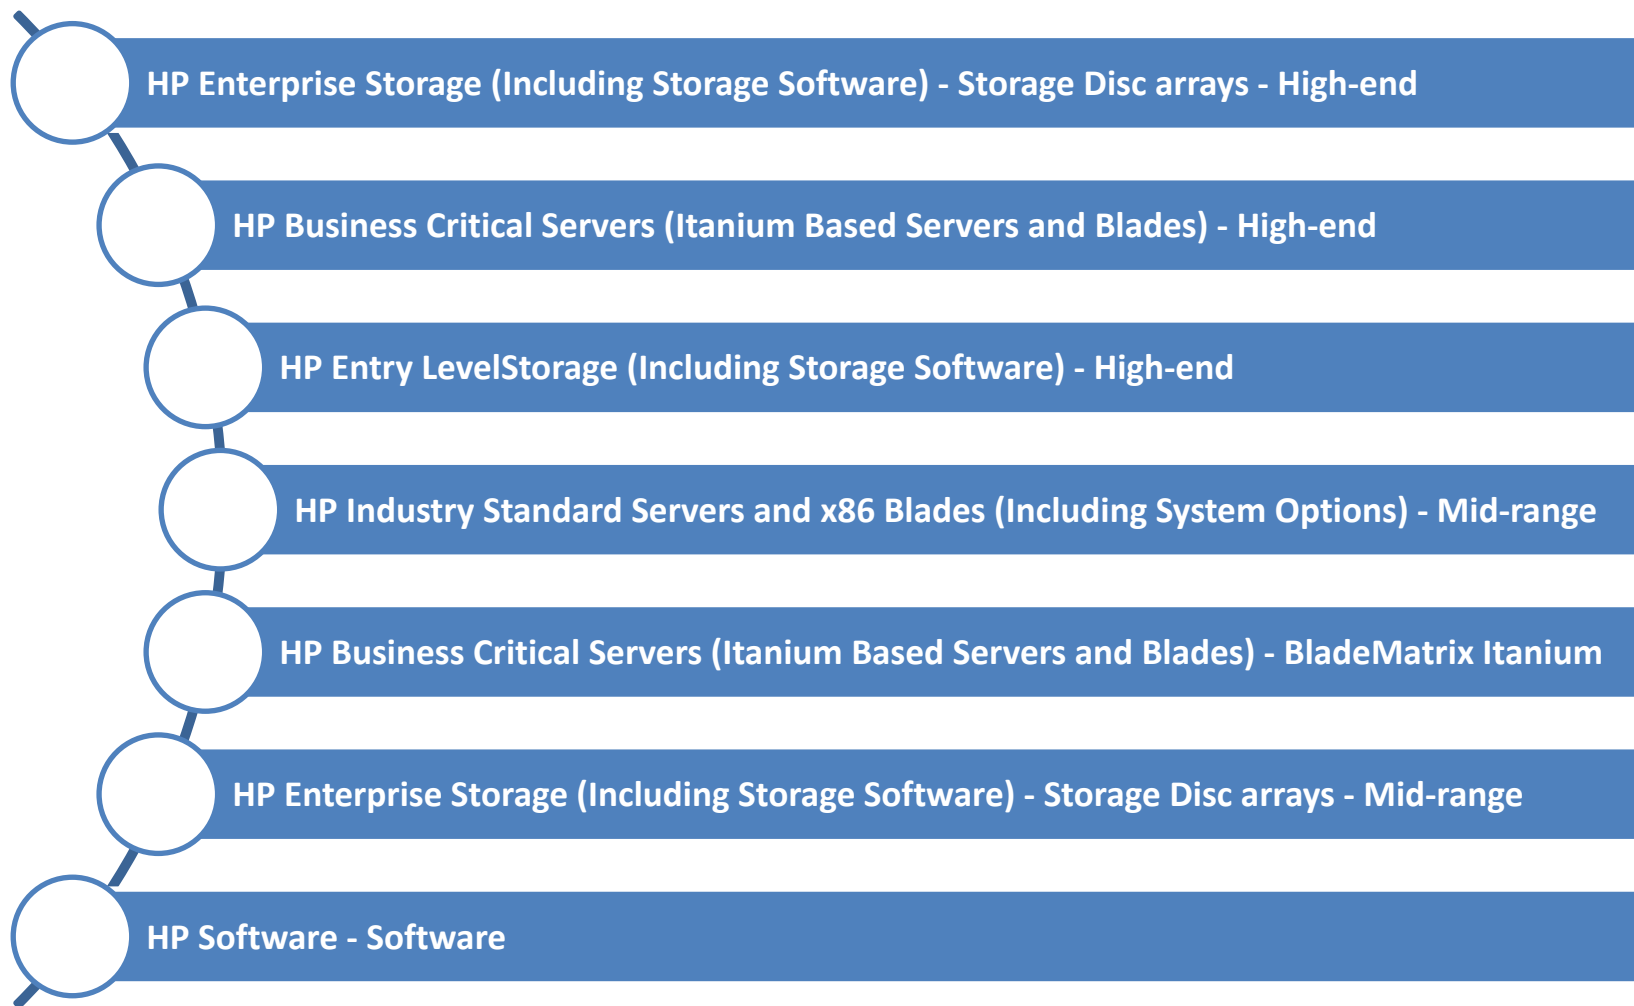 HP Enterprise Storage (Including Storage Software) - Storage Disc arrays - High-end
HP Business Critical Servers (Itanium Based Servers and Blades) - High-end
HP Entry LevelStorage (Including Storage Software) - High-end
HP Industry Standard Servers and x86 Blades (Including System Options) - Mid-range
HP Business Critical Servers (Itanium Based Servers and Blades) - BladeMatrix Itanium
HP Enterprise Storage (Including Storage Software) - Storage Disc arrays - Mid-range
HP Software - Software